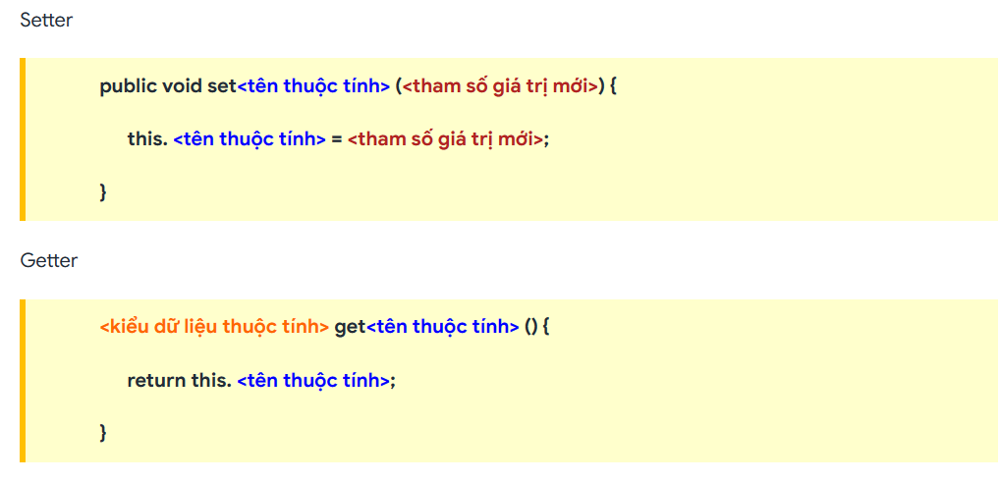 Setter
public void set<tên thuộc tính> (<tham số giá trị mới>) {
this. <tên thuộc tính> = <tham số giá trị mới>;
}
Getter
<kiểu dữ liệu thuộc tính> get<tên thuộc tính> () {
return this. <tên thuộc tính>;
}